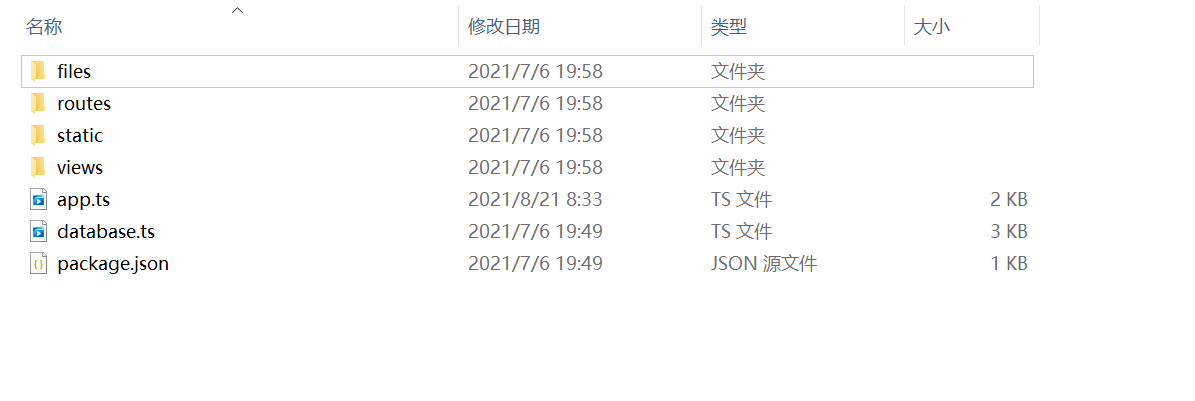 名称 修改日期 类型 大小
files 2021/7/6 19:58 文件夹
routes 2021/7/6 19:58 文件夹
static 2021/7/6 19:58 文件夹
views 2021/7/6 19:58 文件夹
app.ts 2021/8/21 8:33 TS 文件 2 KB
database.ts 2021/7/6 19:49 TS 文件 3 KB
package.json 2021/7/6 19:49 JSON 源文件 1 KB